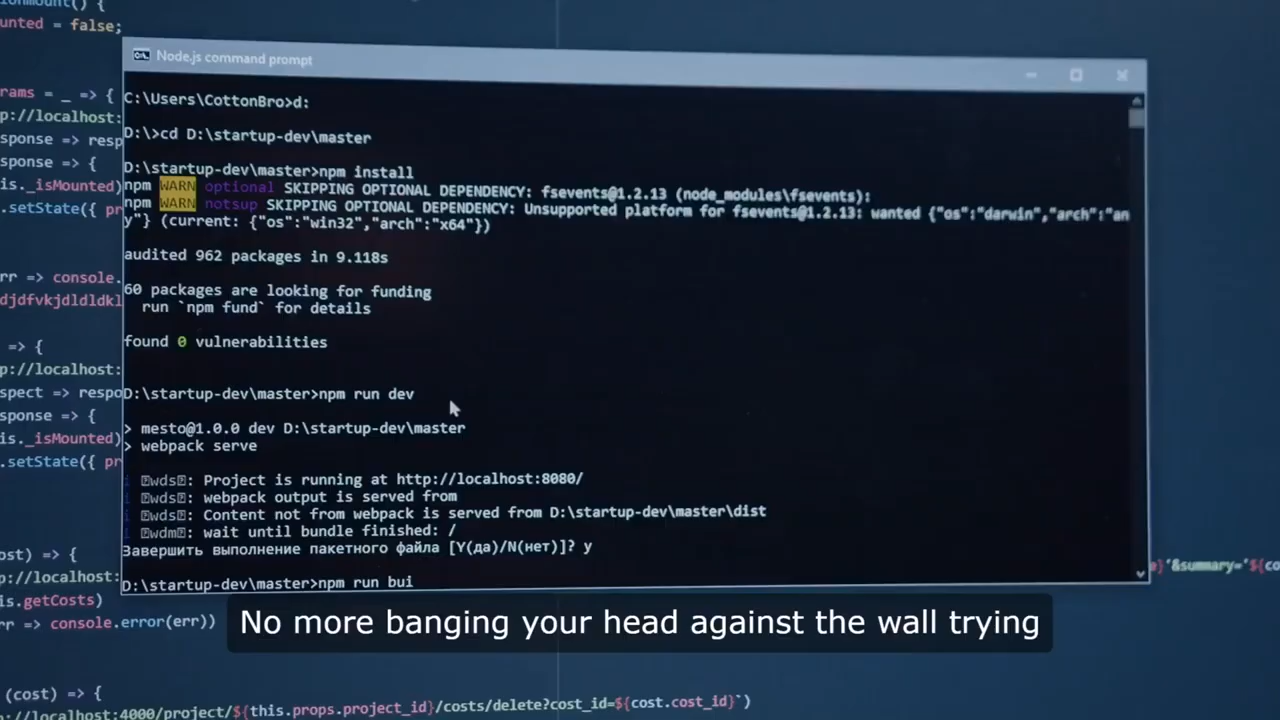 ionmount() {
unted = false;
rams = _ => {
p://localhost:
sponse => resp
sponse => {
is._isMounted)
.setState({ pr
rr => console.
djdfvkjdldldkl
=> {
p://localhost:
spect => respo
sponse => {
is._isMounted)
.setState({ pr
ost) => {
p://localhost:
is.getCosts)
rr => console.error(err))
(cost) => {
p://localhost:4000/project/${this.props.project_id}/costs/delete?cost_id=${cost.cost_id}`)
Node.js command prompt
C:\Users\CottonBro>d:
D:\>cd D:\startup-dev\master
D:\startup-dev\master>npm install
npm WARN optional SKIPPING OPTIONAL DEPENDENCY: fsevents@1.2.13 (node_modules\fsevents):
npm WARN notsup SKIPPING OPTIONAL DEPENDENCY: Unsupported platform for fsevents@1.2.13: wanted {"os":"darwin","arch":"an
y"} (current: {"os":"win32","arch":"x64"})
audited 962 packages in 9.118s
60 packages are looking for funding
run `npm fund` for details
found 0 vulnerabilities
D:\startup-dev\master>npm run dev
> mesto@1.0.0 dev D:\startup-dev\master
> webpack serve
i ｢wds｣: Project is running at http://localhost:8080/
i ｢wds｣: webpack output is served from
i ｢wds｣: Content not from webpack is served from D:\startup-dev\master\dist
i ｢wdm｣: wait until bundle finished: /
Завершить выполнение пакетного файла [Y(да)/N(нет)]? y
D:\startup-dev\master>npm run bui
}'&summary='${co
No more banging your head against the wall trying